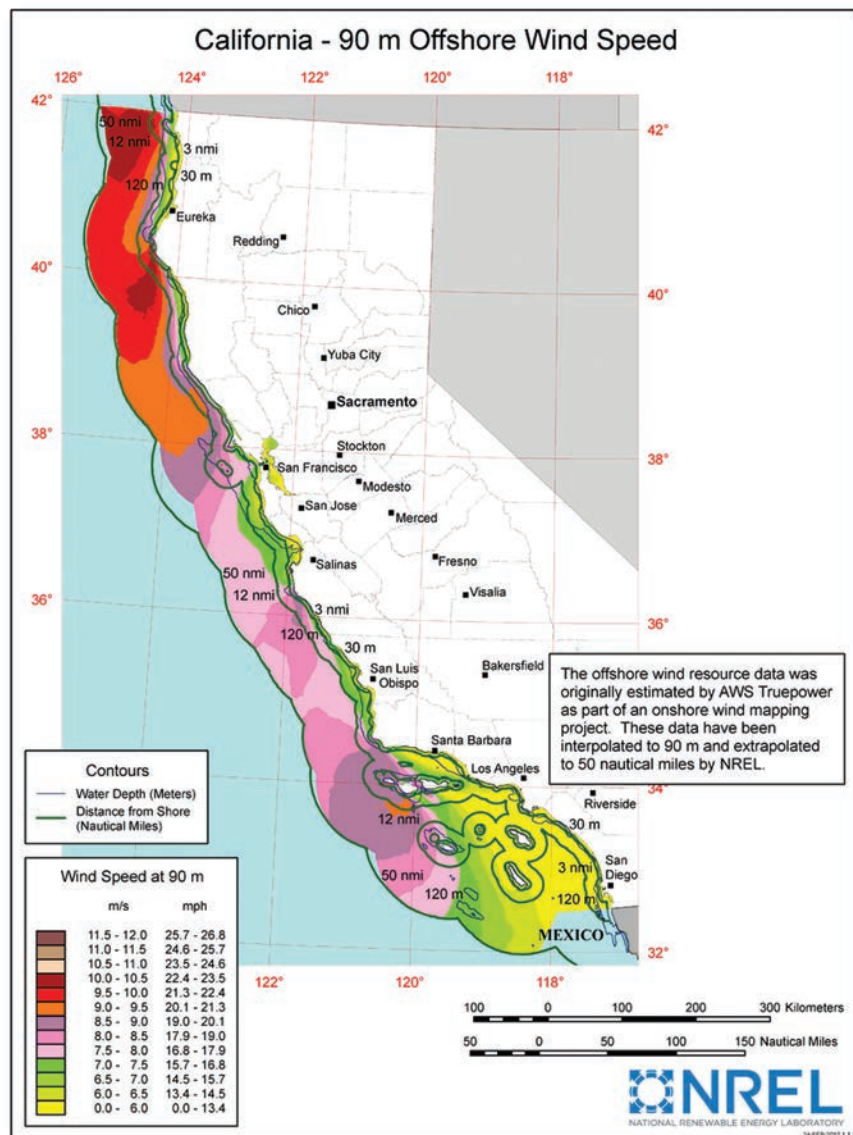 California - 90 m Offshore Wind Speed
126°
124°
122°
120°
118°
42°
42°
50 nmi
12 nmi
3 nmi
120 m
30 m
Eureka
Redding
40°
40°
Chico
Yuba City
Sacramento
38°
38°
Stockton
San Francisco
Modesto
San Jose
Merced
Salinas
Fresno
50 nmi
12 nmi
Visalia
36°
36°
3 nmi
120 m
30 m
San Luis
Obispo
Bakersfield
The offshore wind resource data was
originally estimated by AWS Truepower
as part of an onshore wind mapping
project. These data have been
interpolated to 90 m and extrapolated
to 50 nautical miles by NREL.
Santa Barbara
Los Angeles
34°
34°
Riverside
12 nmi
30 m
50 nmi
3 nmi
San
Diego
120 m
120 m
MEXICO
32°
122°
120°
118°
Contours
Water Depth (Meters)
Distance from Shore
(Nautical Miles)
Wind Speed at 90 m
m/s mph
11.5 - 12.0 25.7 - 26.8
11.0 - 11.5 24.6 - 25.7
10.5 - 11.0 23.5 - 24.6
10.0 - 10.5 22.4 - 23.5
9.5 - 10.0 21.3 - 22.4
9.0 - 9.5 20.1 - 21.3
8.5 - 9.0 19.0 - 20.1
8.0 - 8.5 17.9 - 19.0
7.5 - 8.0 16.8 - 17.9
7.0 - 7.5 15.7 - 16.8
6.5 - 7.0 14.5 - 15.7
6.0 - 6.5 13.4 - 14.5
0.0 - 6.0 0.0 - 13.4
100 0 100 200 300 Kilometers
50 0 50 100 150 Nautical Miles
NREL
NATIONAL RENEWABLE ENERGY LABORATORY